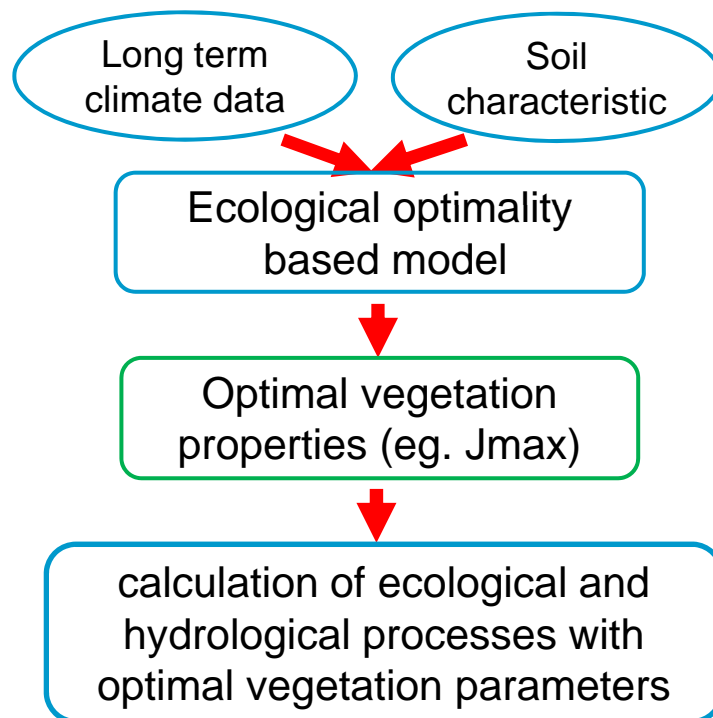 Long term
climate data
Soil
characteristic
Ecological optimality
based model
Optimal vegetation
properties (eg. Jmax)
calculation of ecological and
hydrological processes with
optimal vegetation parameters